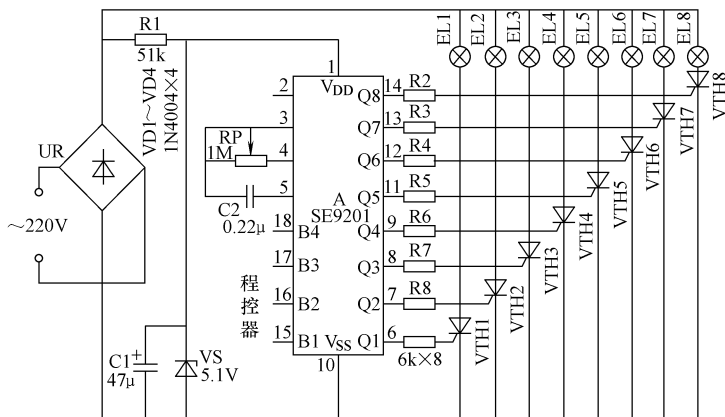 EL1
EL2
EL3
EL4
EL5
EL6
EL7
EL8
R1
51k
VD1～VD4
1N4004×4
UR
～220V
C1
+
47μ
VS
5.1V
RP
1M
C2
0.22μ
程控器
1
VDD
2
3
4
5
18
B4
17
B3
16
B2
15
B1
A
SE9201
VSS
10
Q8
14
R2
Q7
13
R3
Q6
12
R4
Q5
11
R5
Q4
9
R6
Q3
8
R7
Q2
7
R8
Q1
6
6k×8
VTH1
VTH2
VTH3
VTH4
VTH5
VTH6
VTH7
VTH8